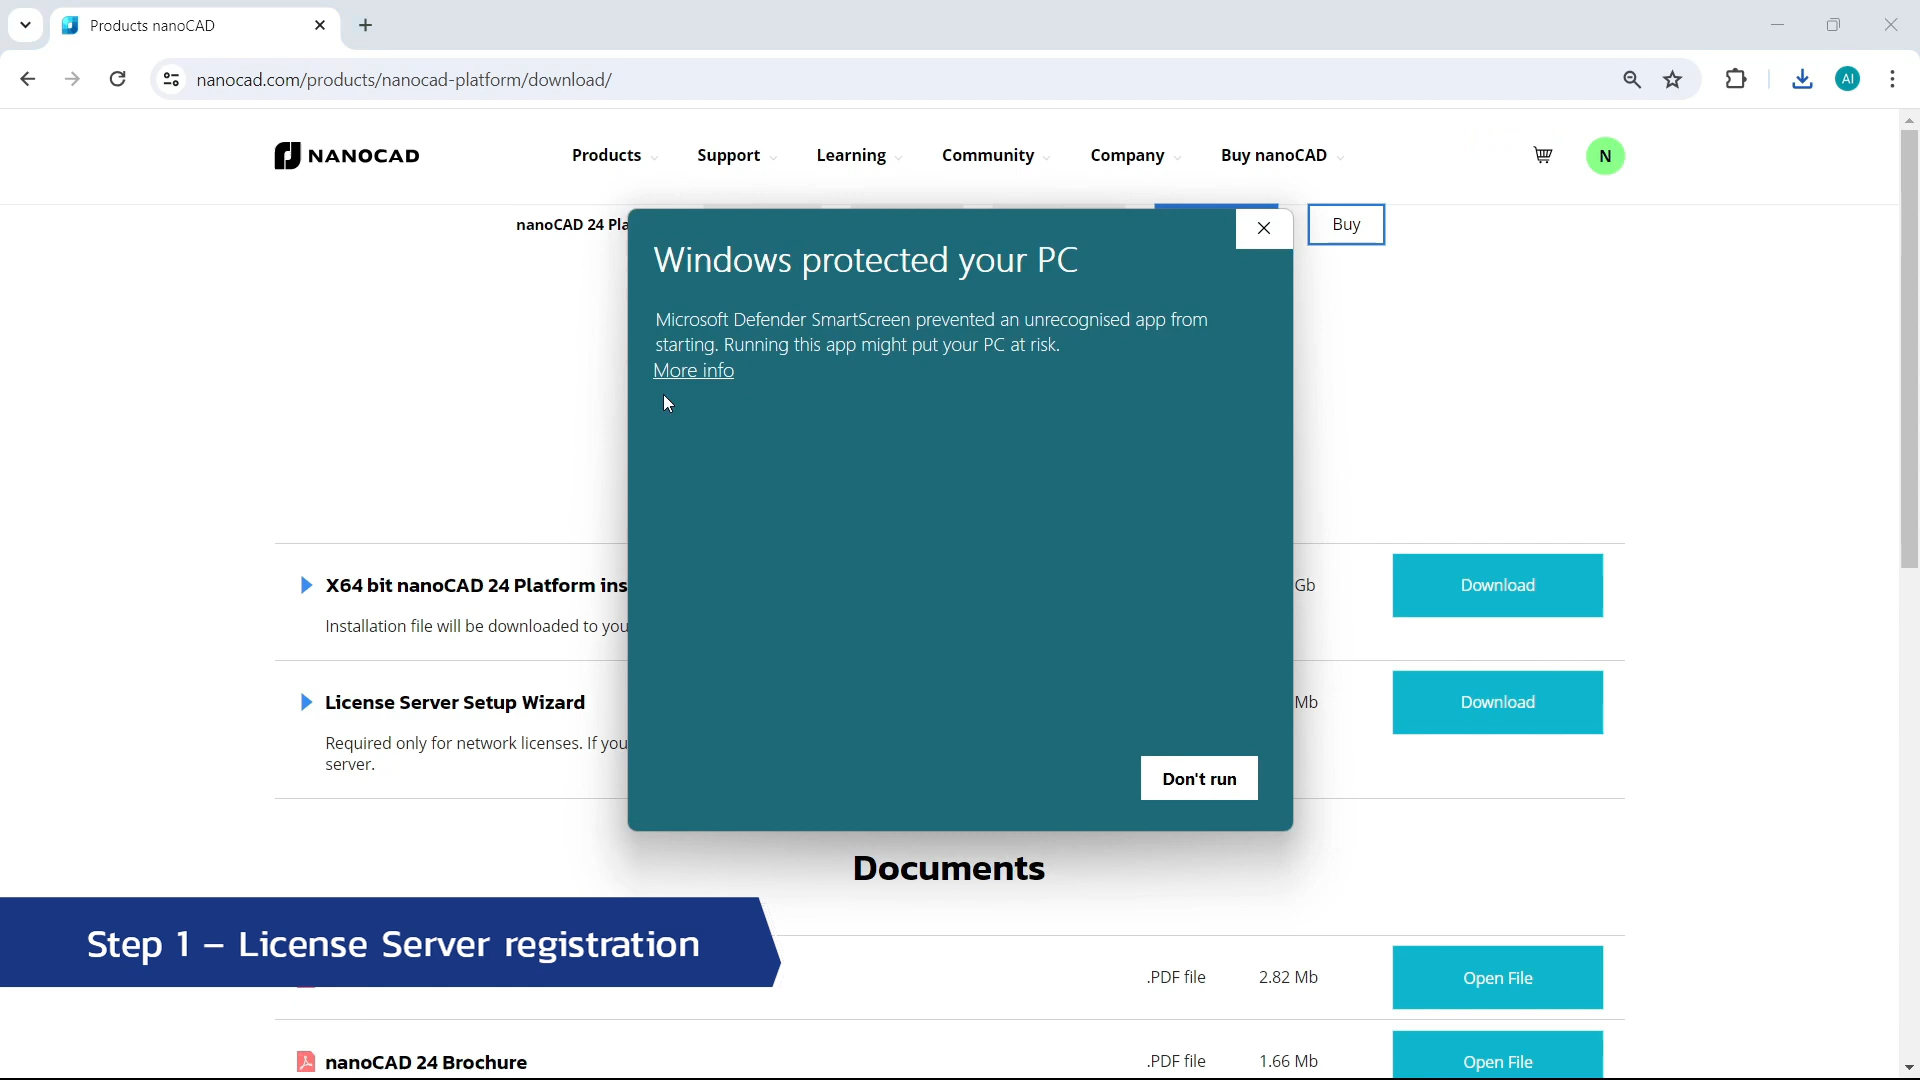 Products nanoCAD
nanocad.com/products/nanocad-platform/download/
AI
NANOCAD
Products
Support
Learning
Community
Company
Buy nanoCAD
N
nanoCAD 24 Pla
Buy
Windows protected your PC
Microsoft Defender SmartScreen prevented an unrecognised app from
starting. Running this app might put your PC at risk.
More info
X64 bit nanoCAD 24 Platform ins
Gb
Download
Installation file will be downloaded to you
License Server Setup Wizard
Mb
Download
Required only for network licenses. If you
server.
Don't run
Documents
Step 1 – License Server registration
.PDF file
2.82 Mb
Open File
nanoCAD 24 Brochure
.PDF file
1.66 Mb
Open File